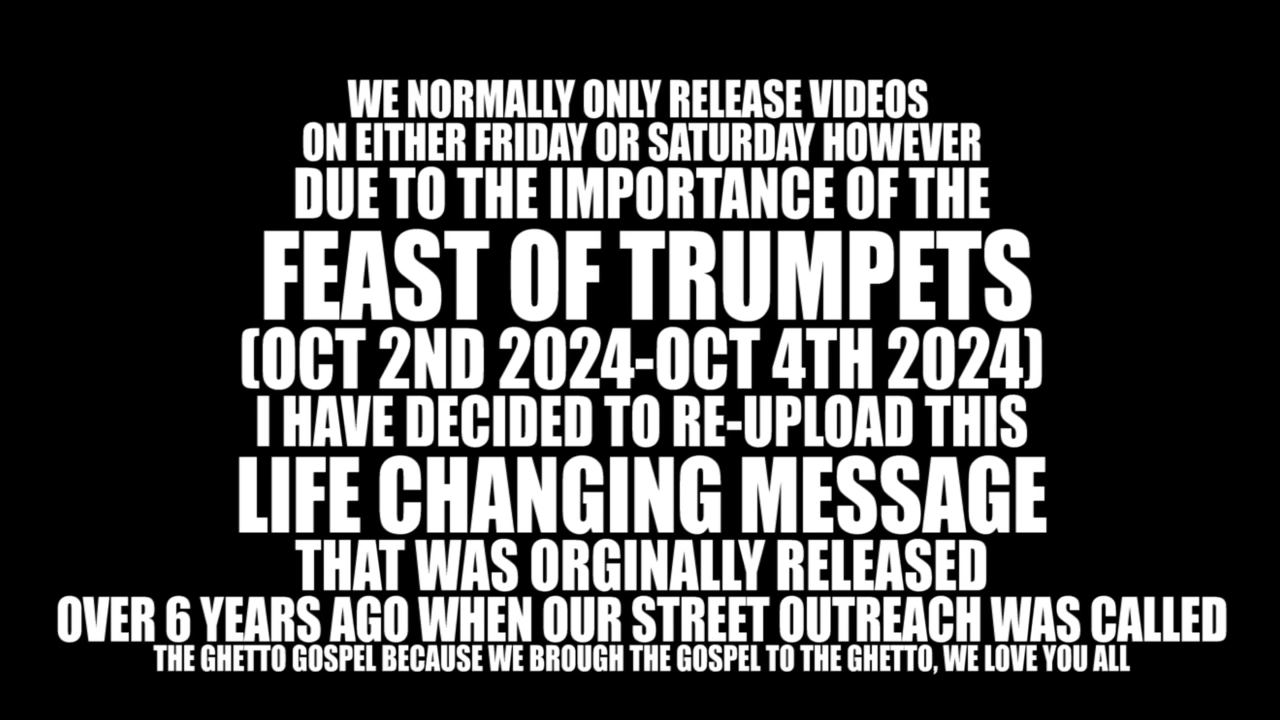 WE NORMALLY ONLY RELEASE VIDEOS
ON EITHER FRIDAY OR SATURDAY HOWEVER
DUE TO THE IMPORTANCE OF THE
FEAST OF TRUMPETS
(OCT 2ND 2024-OCT 4TH 2024)
I HAVE DECIDED TO RE-UPLOAD THIS
LIFE CHANGING MESSAGE
THAT WAS ORGINALLY RELEASED
OVER 6 YEARS AGO WHEN OUR STREET OUTREACH WAS CALLED
THE GHETTO GOSPEL BECAUSE WE BROUGH THE GOSPEL TO THE GHETTO, WE LOVE YOU ALL